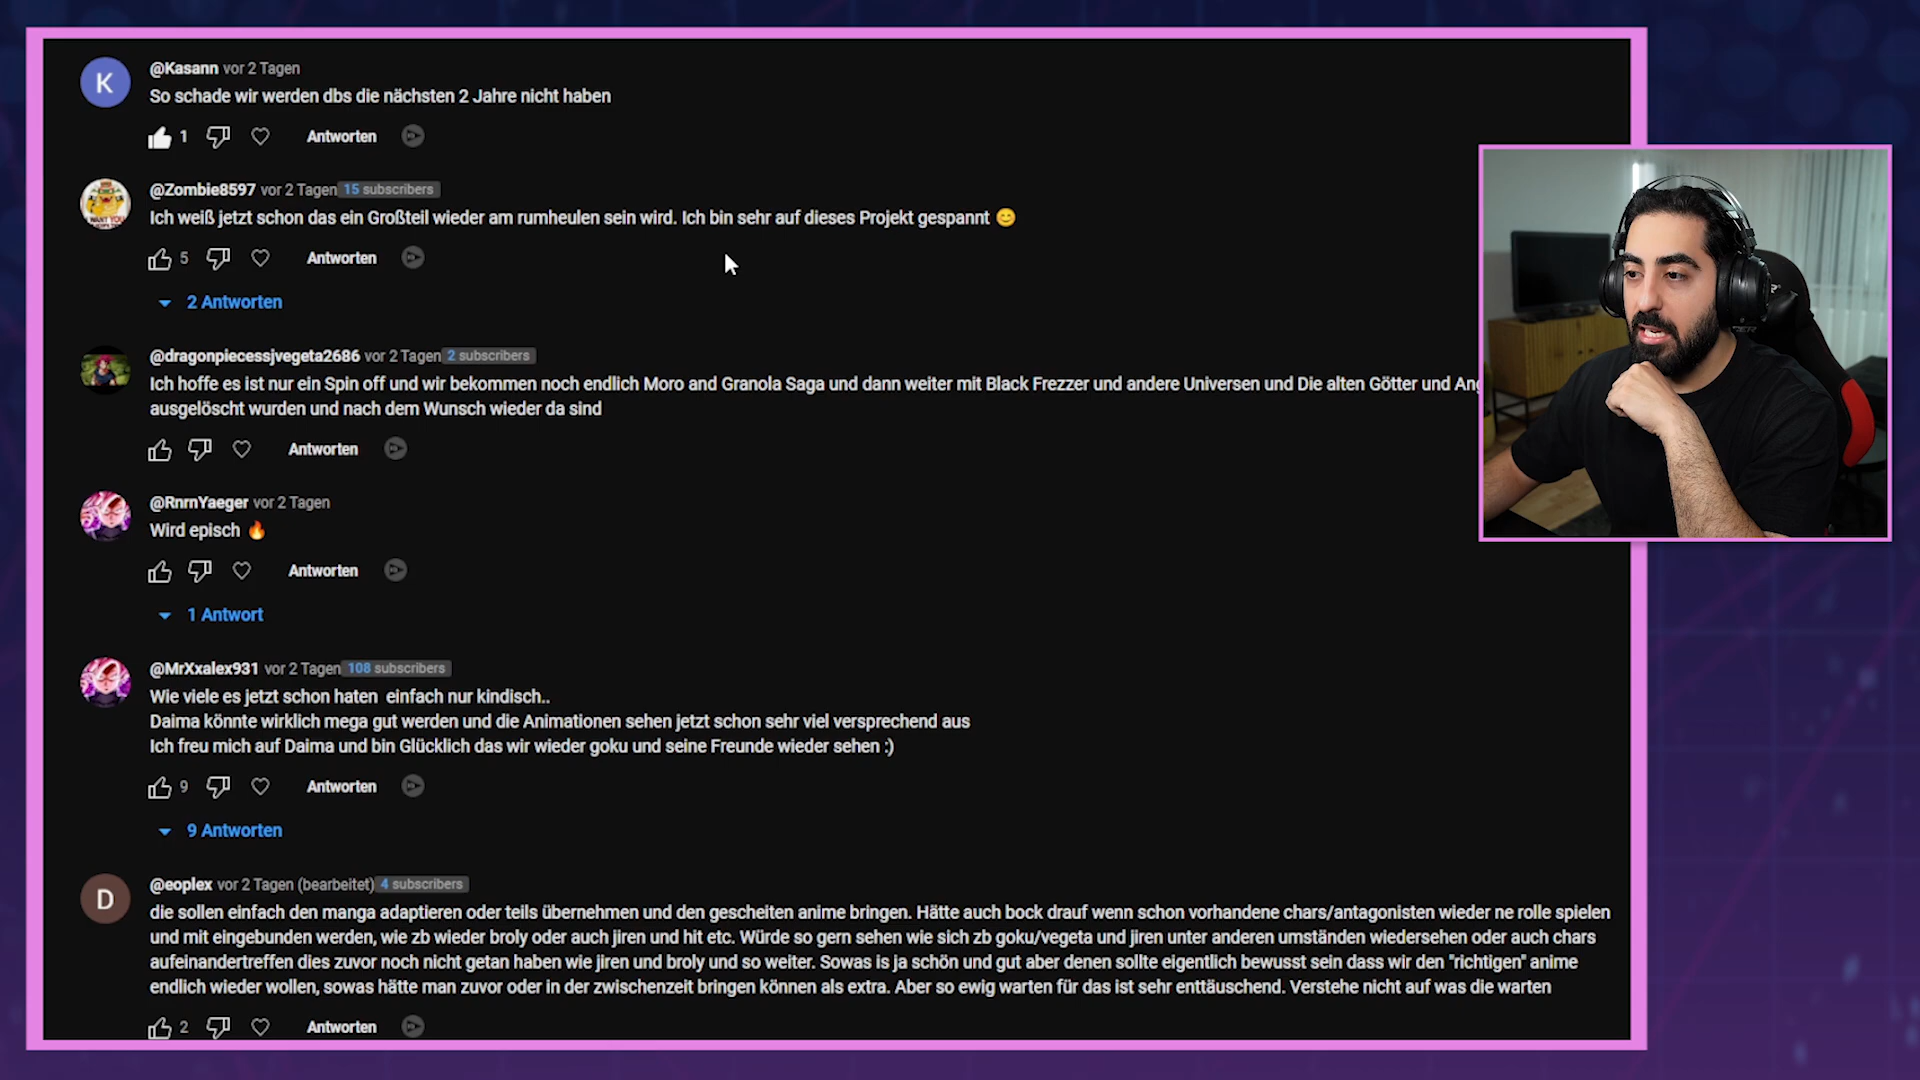 K
@Kasann vor 2 Tagen
So schade wir werden dbs die nächsten 2 Jahre nicht haben
1 Antworten
@Zombie8597 vor 2 Tagen 15 subscribers
Ich weiß jetzt schon das ein Großteil wieder am rumheulen sein wird. Ich bin sehr auf dieses Projekt gespannt 😊
5 Antworten
2 Antworten
@dragonpiecessjvegeta2686 vor 2 Tagen 2 subscribers
Ich hoffe es ist nur ein Spin off und wir bekommen noch endlich Moro and Granola Saga und dann weiter mit Black Frezzer und andere Universen und Die alten Götter und Ang
ausgelöscht wurden und nach dem Wunsch wieder da sind
Antworten
@RnrnYaeger vor 2 Tagen
Wird episch 🔥
Antworten
1 Antwort
@MrXxalex931 vor 2 Tagen 108 subscribers
Wie viele es jetzt schon haten einfach nur kindisch..
Daima könnte wirklich mega gut werden und die Animationen sehen jetzt schon sehr viel versprechend aus
Ich freu mich auf Daima und bin Glücklich das wir wieder goku und seine Freunde wieder sehen :)
9 Antworten
9 Antworten
D
@eoplex vor 2 Tagen (bearbeitet) 4 subscribers
die sollen einfach den manga adaptieren oder teils übernehmen und den gescheiten anime bringen. Hätte auch bock drauf wenn schon vorhandene chars/antagonisten wieder ne rolle spielen
und mit eingebunden werden, wie zb wieder broly oder auch jiren und hit etc. Würde so gern sehen wie sich zb goku/vegeta und jiren unter anderen umständen wiedersehen oder auch chars
aufeinandertreffen dies zuvor noch nicht getan haben wie jiren und broly und so weiter. Sowas is ja schön und gut aber denen sollte eigentlich bewusst sein dass wir den "richtigen" anime
endlich wieder wollen, sowas hätte man zuvor oder in der zwischenzeit bringen können als extra. Aber so ewig warten für das ist sehr enttäuschend. Verstehe nicht auf was die warten
2 Antworten